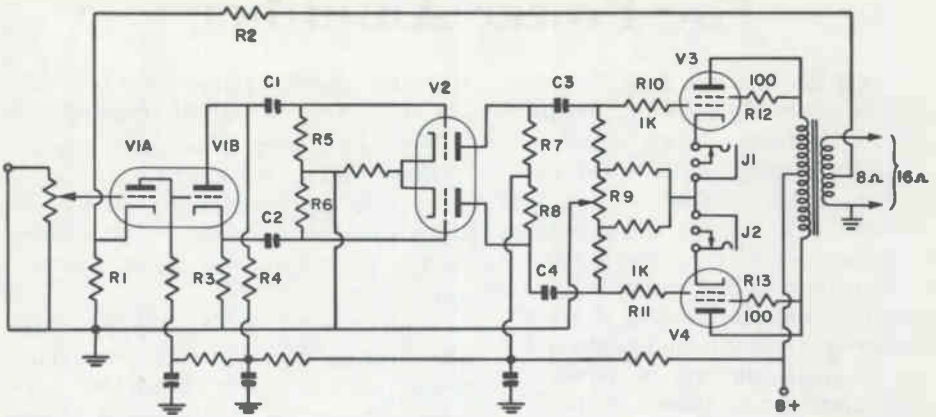 R2
C1
V2
C3
V3
R10
100
V1A
V1B
R5
R7
1K
R12
J1
R6
R8
R9
8Ω
16Ω
C2
J2
R1
R3
R4
C4
1K
R13
R11
100
V4
B+